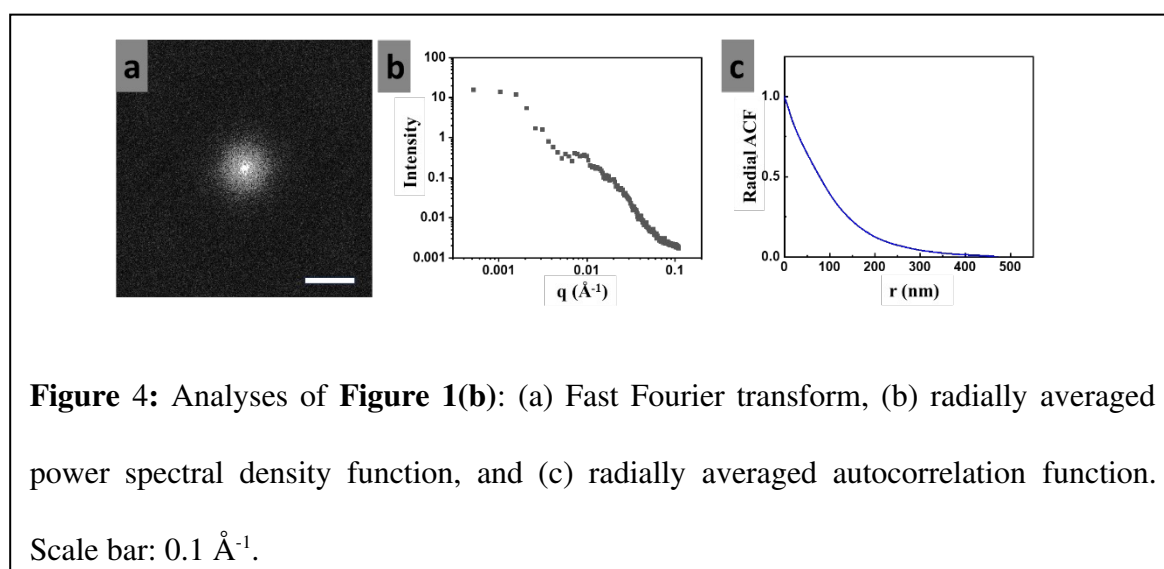 a
b
c
100
10
1
0.1
0.01
0.001
Intensity
0.001
0.01
0.1
q (Å⁻¹)
1.0
0.5
0.0
Radial ACF
0
100
200
300
400
500
r (nm)
Figure 4: Analyses of Figure 1(b): (a) Fast Fourier transform, (b) radially averaged
power spectral density function, and (c) radially averaged autocorrelation function.
Scale bar: 0.1 Å⁻¹.